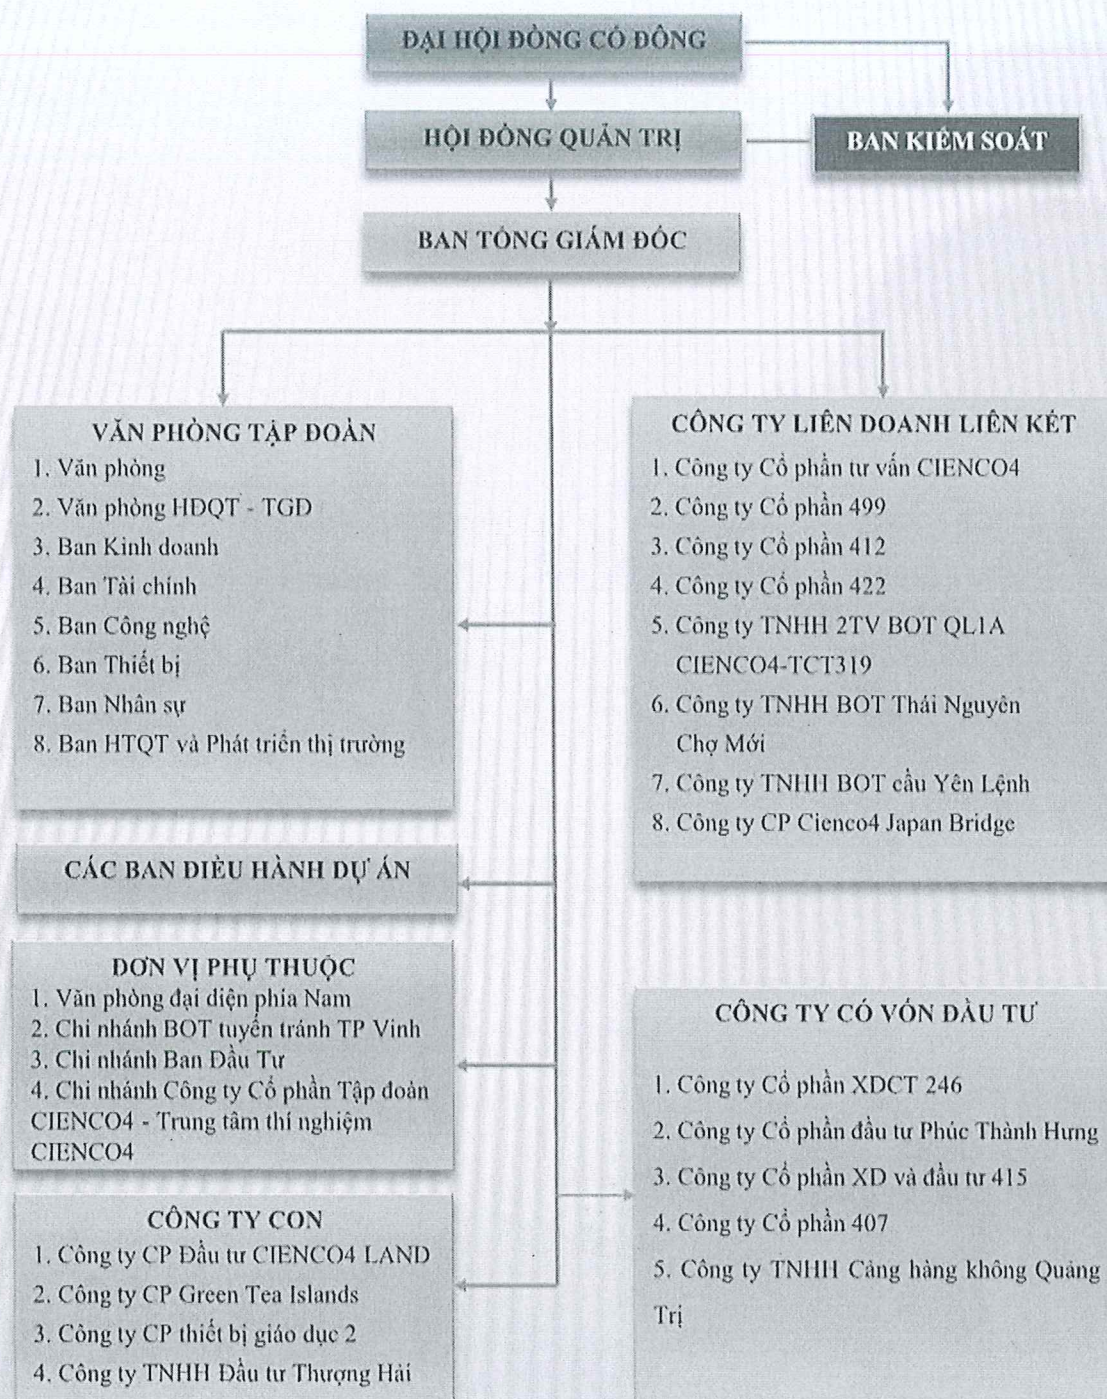 ĐẠI HỘI ĐỒNG CỔ ĐÔNG
HỘI ĐỒNG QUẢN TRỊ
BAN KIỂM SOÁT
BAN TỔNG GIÁM ĐỐC
VĂN PHÒNG TẬP ĐOÀN
1. Văn phòng
2. Văn phòng HĐQT - TGĐ
3. Ban Kinh doanh
4. Ban Tài chính
5. Ban Công nghệ
6. Ban Thiết bị
7. Ban Nhân sự
8. Ban HTQT và Phát triển thị trường
CÔNG TY LIÊN DOANH LIÊN KẾT
1. Công ty Cổ phần tư vấn CIENCO4
2. Công ty Cổ phần 499
3. Công ty Cổ phần 412
4. Công ty Cổ phần 422
5. Công ty TNHH 2TV BOT QL1A
CIENCO4-TCT319
6. Công ty TNHH BOT Thái Nguyên
Chợ Mới
7. Công ty TNHH BOT cầu Yên Lệnh
8. Công ty CP Cienco4 Japan Bridge
CÁC BAN ĐIỀU HÀNH DỰ ÁN
ĐƠN VỊ PHỤ THUỘC
1. Văn phòng đại diện phía Nam
2. Chi nhánh BOT tuyến tránh TP Vinh
3. Chi nhánh Ban Đầu Tư
4. Chi nhánh Công ty Cổ phần Tập đoàn
CIENCO4 - Trung tâm thí nghiệm
CIENCO4
CÔNG TY CÓ VỐN ĐẦU TƯ
1. Công ty Cổ phần XDCT 246
2. Công ty Cổ phần đầu tư Phúc Thành Hưng
3. Công ty Cổ phần XD và đầu tư 415
4. Công ty Cổ phần 407
5. Công ty TNHH Cảng hàng không Quảng
Trị
CÔNG TY CON
1. Công ty CP Đầu tư CIENCO4 LAND
2. Công ty CP Green Tea Islands
3. Công ty CP thiết bị giáo dục 2
4. Công ty TNHH Đầu tư Thượng Hải